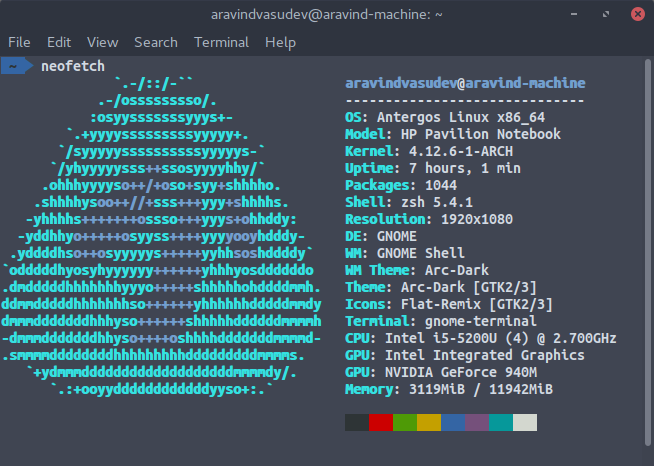 aravindvasudev@aravind-machine: ~
File Edit View Search Terminal Help
~ neofetch
`.-/::/-``
.-/osssssssso/.
:osyysssssssyyys+-
`.+yyyysssssssssyyyyy+.
`/syyyyyssssssssssyyyyys-`
`/yhyyyyysss++ssosyyyyhhy/`
.ohhhyyyyso++/+oso+syy+shhhho.
.shhhhysoo++//+sss+++yyy+shhhhs.
-yhhhhs+++++++ossso+++yyys+ohhddy:
-yddhhyo+++++osyyss++++yyyyooyhdddy-
.yddddhso++osyyyyys+++++yyhhsoshddddy`
`odddddhyosyhyyyyyy++++++yhhhyosddddddo
.dmdddddhhhhhhhyyyo+++++shhhhhohddddmmh.
ddmmdddddhhhhhhhso++++++yhhhhhhdddddmmdy
dmmmdddddddhhhyso++++++shhhhhddddddmmmmh
-dmmmdddddddhhyso++++oshhhhdddddddmmmmd-
.smmmmddddddddhhhhhhhhhdddddddddmmmms.
`+ydmmmddddddddddddddddddddmmmmdy/.
`.:+ooyyddddddddddddyyso+:.`
aravindvasudev@aravind-machine
------------------------------
OS: Antergos Linux x86_64
Model: HP Pavilion Notebook
Kernel: 4.12.6-1-ARCH
Uptime: 7 hours, 1 min
Packages: 1044
Shell: zsh 5.4.1
Resolution: 1920x1080
DE: GNOME
WM: GNOME Shell
WM Theme: Arc-Dark
Theme: Arc-Dark [GTK2/3]
Icons: Flat-Remix [GTK2/3]
Terminal: gnome-terminal
CPU: Intel i5-5200U (4) @ 2.700GHz
GPU: Intel Integrated Graphics
GPU: NVIDIA GeForce 940M
Memory: 3119MiB / 11942MiB